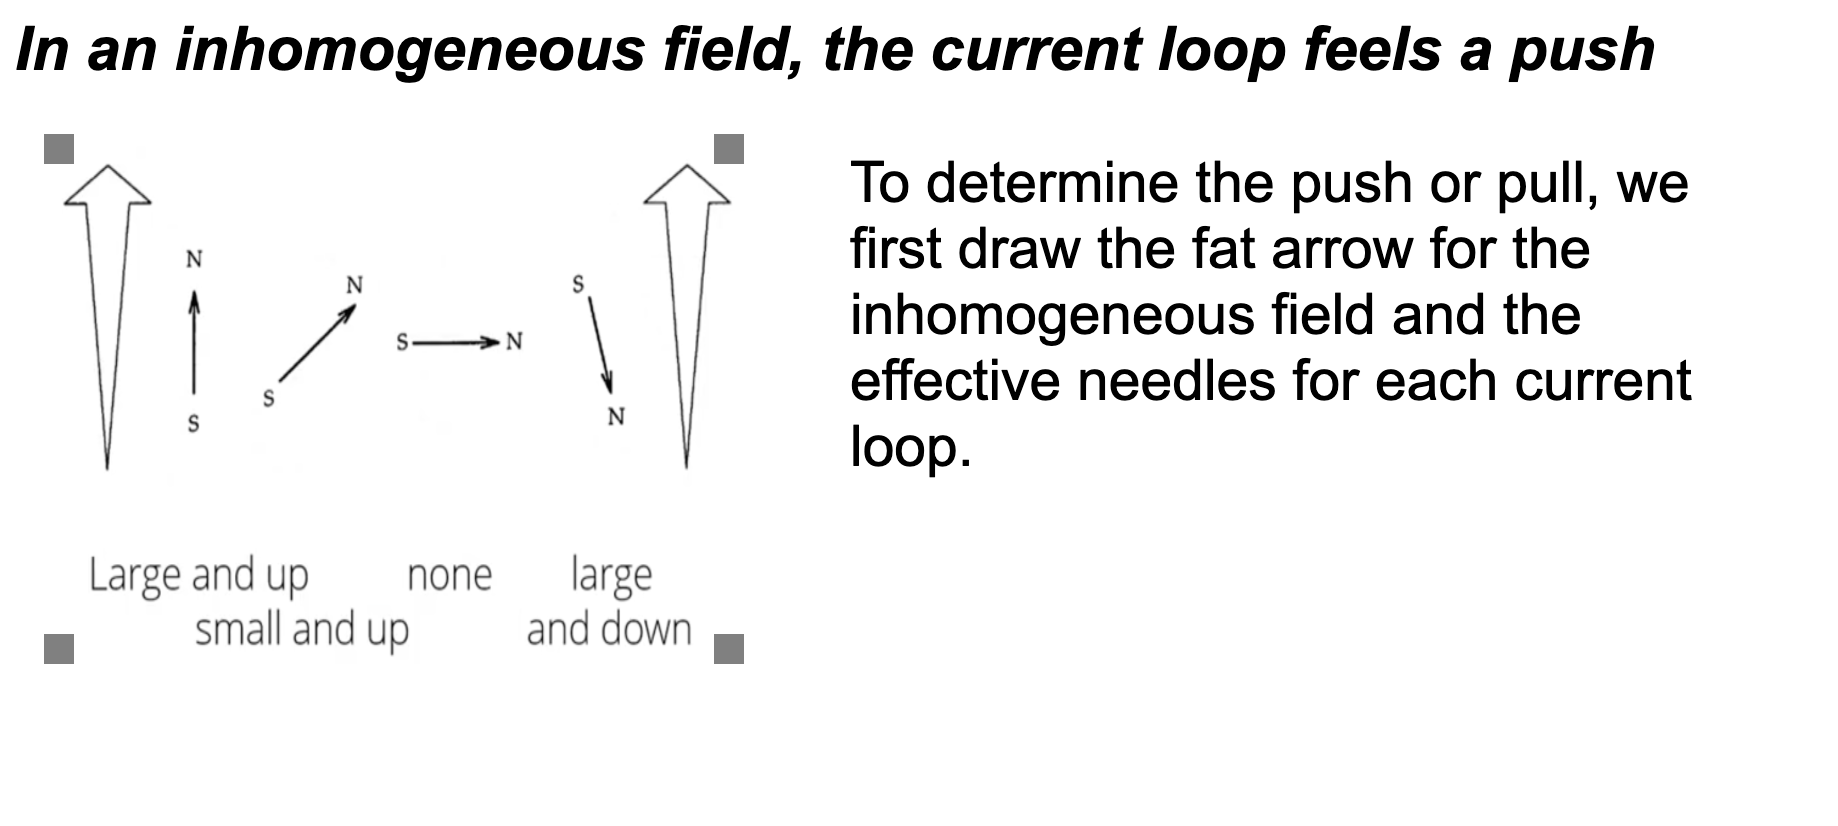 In an inhomogeneous field, the current loop feels a push
N
S
N
S
S
N
S
N
Large and up
small and up
none
large
and down
To determine the push or pull, we
first draw the fat arrow for the
inhomogeneous field and the
effective needles for each current
loop.